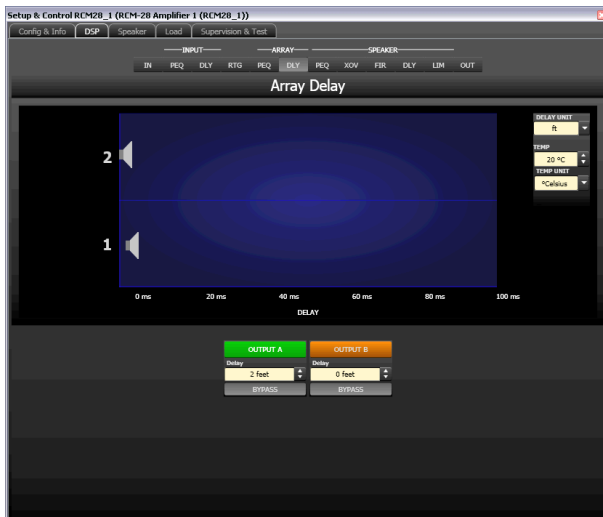 Setup & Control RCM28_1 (RCM-28 Amplifier 1 (RCM28_1))
Config & Info DSP Speaker Load Supervision & Test
INPUT ARRAY SPEAKER
IN PEQ DLY RTG PEQ DLY PEQ XOV FIR DLY LIM OUT
Array Delay
DELAY UNIT
ft
TEMP
20 °C
TEMP UNIT
°Celsius
2
1
0 ms 20 ms 40 ms 60 ms 80 ms 100 ms
DELAY
OUTPUT A OUTPUT B
Delay Delay
2 feet 0 feet
BYPASS BYPASS